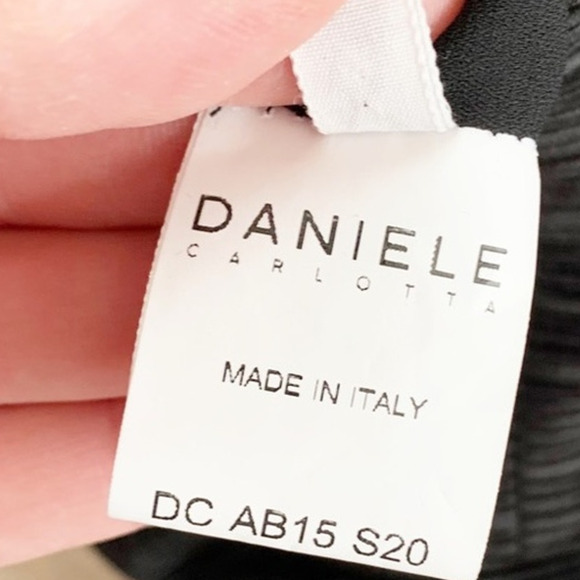 DANIELE
CARLOTTA
MADE IN ITALY
DC AB15 S20